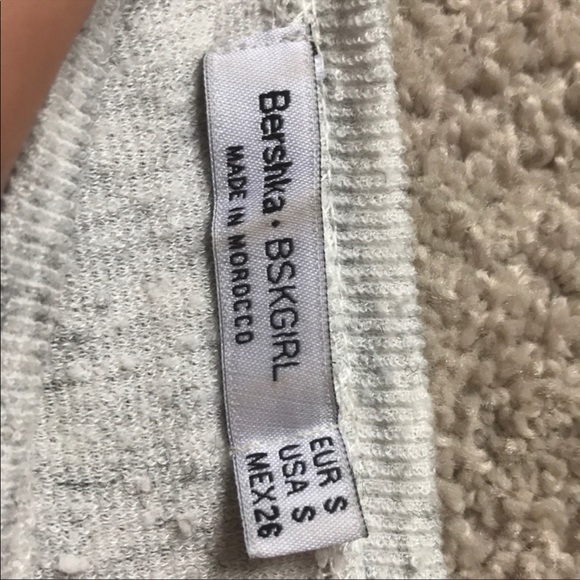 Bershka · BSKGIRL
MADE IN MOROCCO
EUR S
USA S
MEX 26